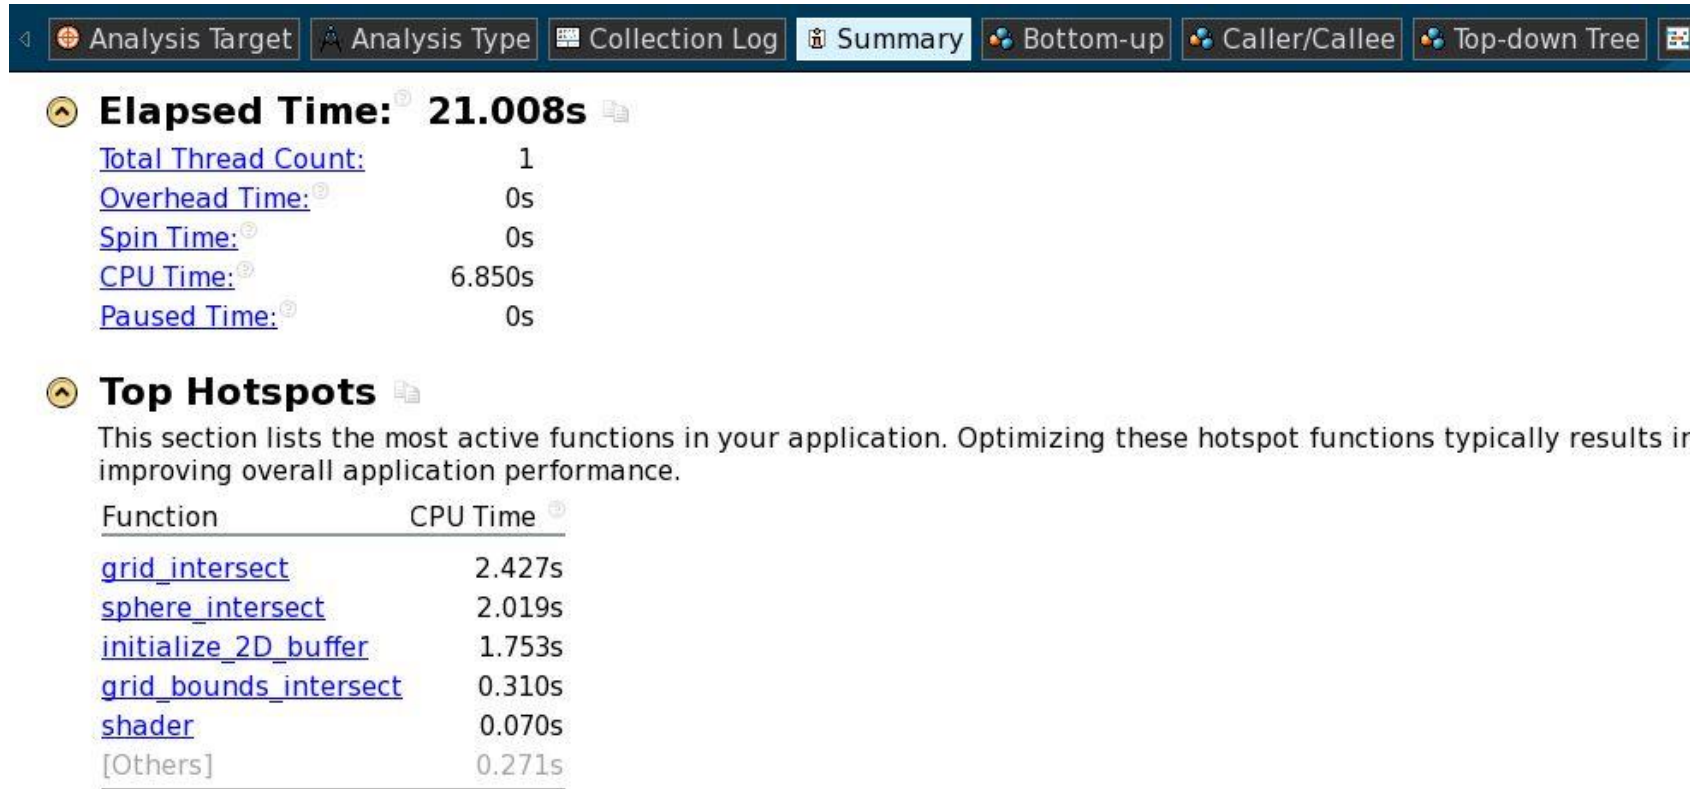 Analysis Target Analysis Type Collection Log Summary Bottom-up Caller/Callee Top-down Tree
Elapsed Time: 21.008s
Total Thread Count: 1
Overhead Time: 0s
Spin Time: 0s
CPU Time: 6.850s
Paused Time: 0s
Top Hotspots
This section lists the most active functions in your application. Optimizing these hotspot functions typically results
improving overall application performance.
Function CPU Time
grid_intersect 2.427s
sphere_intersect 2.019s
initialize_2D_buffer 1.753s
grid_bounds_intersect 0.310s
shader 0.070s
[Others] 0.271s